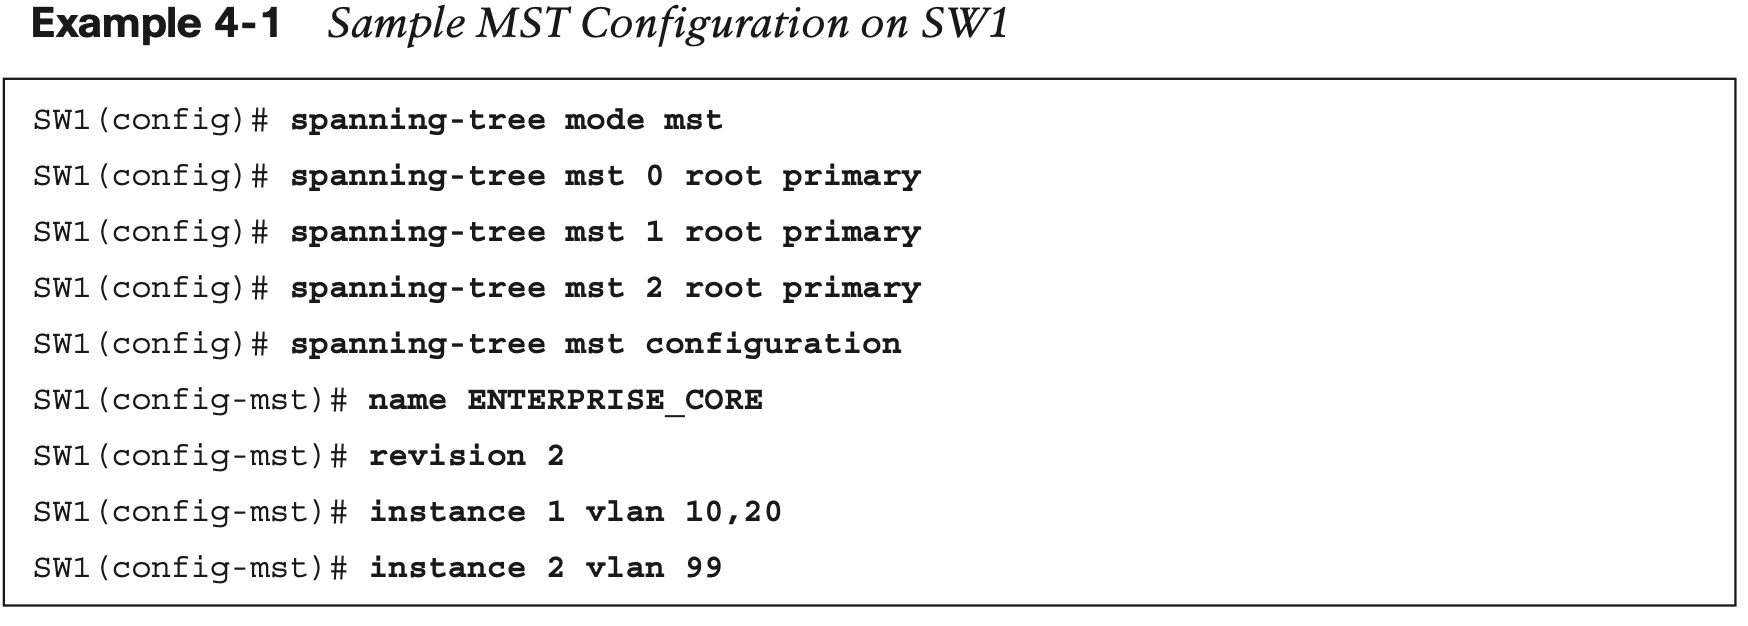 Example 4-1 Sample MST Configuration on SW1
SW1(config)# spanning-tree mode mst
SW1(config)# spanning-tree mst 0 root primary
SW1(config)# spanning-tree mst 1 root primary
SW1(config)# spanning-tree mst 2 root primary
SW1(config)# spanning-tree mst configuration
SW1(config-mst)# name ENTERPRISE_CORE
SW1(config-mst)# revision 2
SW1(config-mst)# instance 1 vlan 10,20
SW1(config-mst)# instance 2 vlan 99